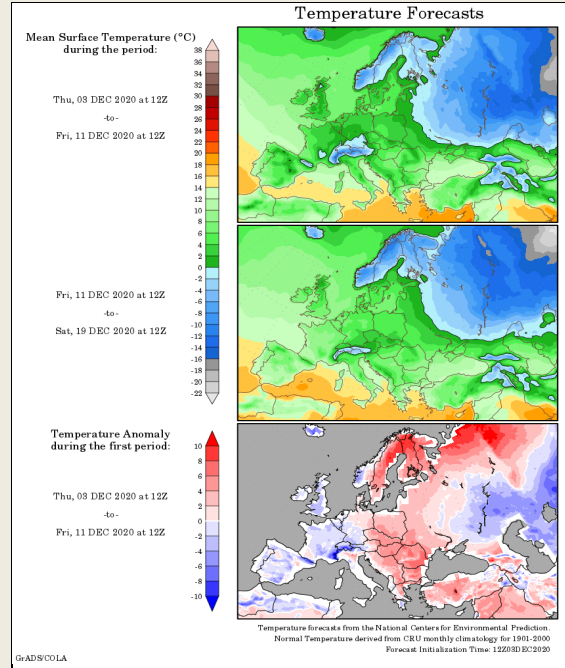 Temperature Forecasts
Mean Surface Temperature (°C)
during the period:
Thu, 03 DEC 2020 at 12Z
-to-
Fri, 11 DEC 2020 at 12Z
38
36
34
32
30
28
26
24
22
20
18
16
14
12
10
8
6
4
2
0
-2
-4
-6
-8
-10
-12
-14
-16
-18
-20
-22
Fri, 11 DEC 2020 at 12Z
-to-
Sat, 19 DEC 2020 at 12Z
Temperature Anomaly
during the first period:
Thu, 03 DEC 2020 at 12Z
-to-
Fri, 11 DEC 2020 at 12Z
10
8
6
4
2
0
-2
-4
-6
-8
-10
Temperature forecasts from the National Centers for Environmental Prediction.
Normal Temperature derived from CRU monthly climatology for 1901-2000
Forecast Initialization Time: 12Z03DEC2020
GrADS/COLA